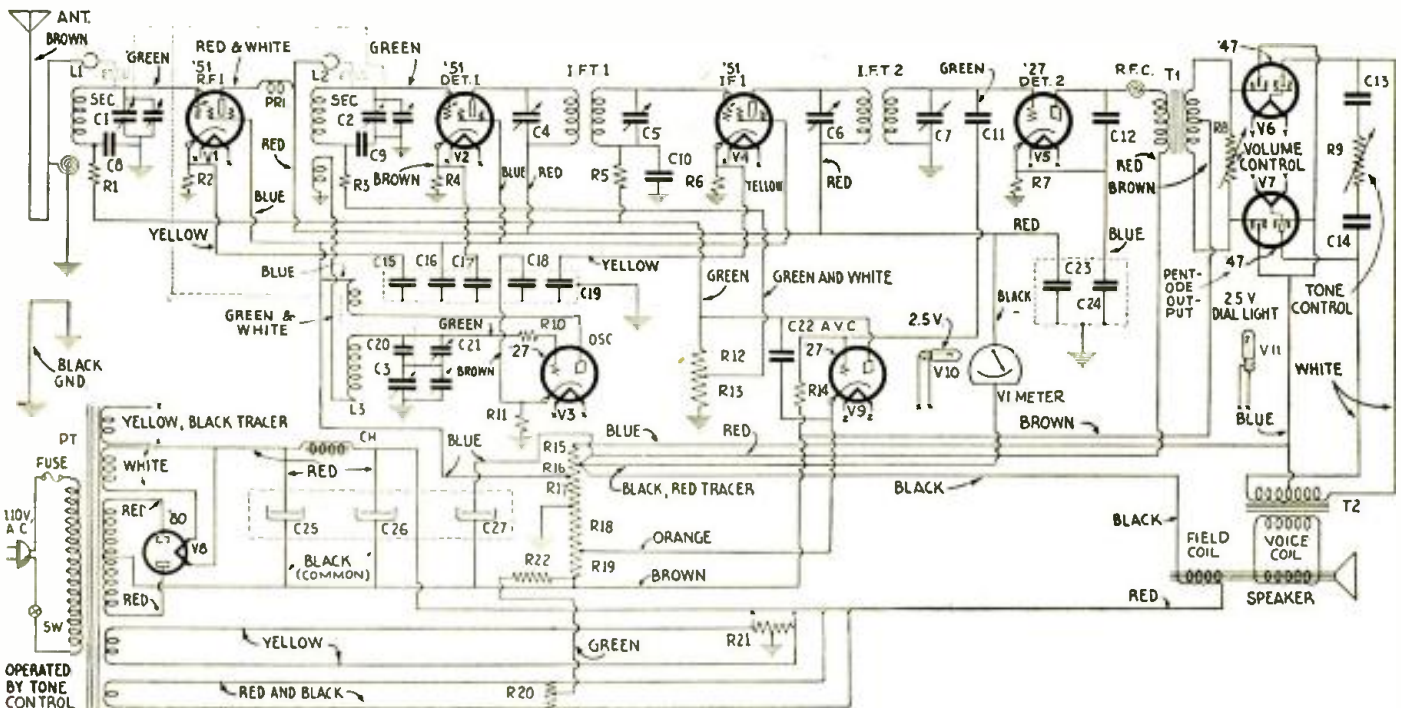 ANT.
BROWN
L1
GREEN
SEC
C1
C8
R1
'51
R.F.1
RED & WHITE
PRI
V1
R2
RED
BLUE
YELLOW
L2
GREEN
SEC
C2
C9
R3
BROWN
'51
DET.1
V2
R4
BLUE
RED
C4
I.F.T 1
C5
R5
C10
'51
IF.1
V4
R6
YELLOW
C6
RED
I.F.T 2
C7
GREEN
C11
'27
DET.2
V5
R7
C12
R.F.C.
T1
RED
BROWN
R8
'47
V6
VOLUME
CONTROL
V7
47
C13
R9
C14
TONE
CONTROL
PENT-
ODE
OUT-
PUT
BLUE
BLUE
GREEN &
WHITE
C15
C16
C17
C18
C19
YELLOW
GREEN
GREEN AND WHITE
RED
BLACK
C23
C24
2.5 V
DIAL LIGHT
V11
WHITE
BLACK
GND
GREEN
C20
C21
C3
BROWN
L3
R10
27
OSC
V3
R11
R12
R13
C22
A V C
27
R14
V9
2.5V
V10
V1 METER
BROWN
BLUE
PT
FUSE
110V,
A C
SW
OPERATED
BY TONE
CONTROL
YELLOW, BLACK TRACER
WHITE
RED
'80
V8
RED
CH
RED
C25
C26
C27
BLACK
(COMMON)
BLUE
R15
R16
R17
R18
R19
R22
BLUE
RED
BLACK, RED TRACER
BLACK
ORANGE
BROWN
BLACK
FIELD
COIL
VOICE
COIL
T2
SPEAKER
RED
YELLOW
R21
GREEN
RED AND BLACK
R20